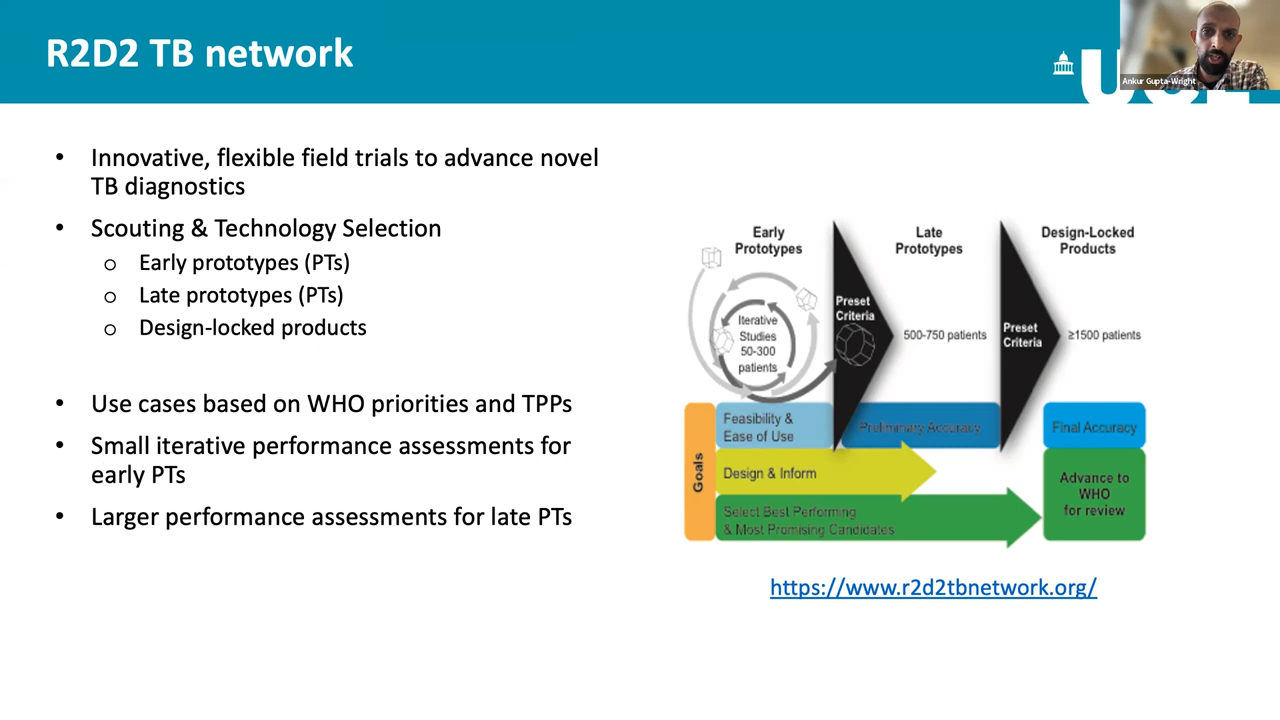 R2D2 TB network
Ankur Gupta-Wright
• Innovative, flexible field trials to advance novel
TB diagnostics
• Scouting & Technology Selection
o Early prototypes (PTs)
o Late prototypes (PTs)
o Design-locked products
• Use cases based on WHO priorities and TPPs
• Small iterative performance assessments for
early PTs
• Larger performance assessments for late PTs
Early
Prototypes
Late
Prototypes
Design-Locked
Products
Iterative
Studies
50-300
patients
Preset
Criteria
500-750 patients
Preset
Criteria
≥1500 patients
Goals
Feasibility &
Ease of Use
Preliminary Accuracy
Final Accuracy
Design & Inform
Select Best Performing
& Most Promising Candidates
Advance to
WHO
for review
https://www.r2d2tbnetwork.org/